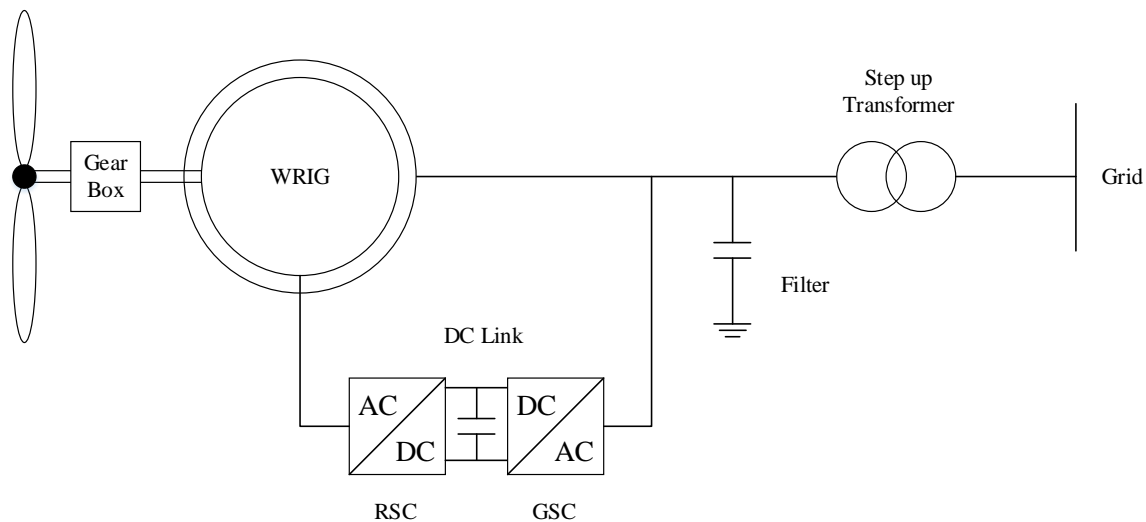 Step up
Transformer
Gear
Box
WRIG
Grid
Filter
DC Link
AC
DC
DC
AC
RSC
GSC